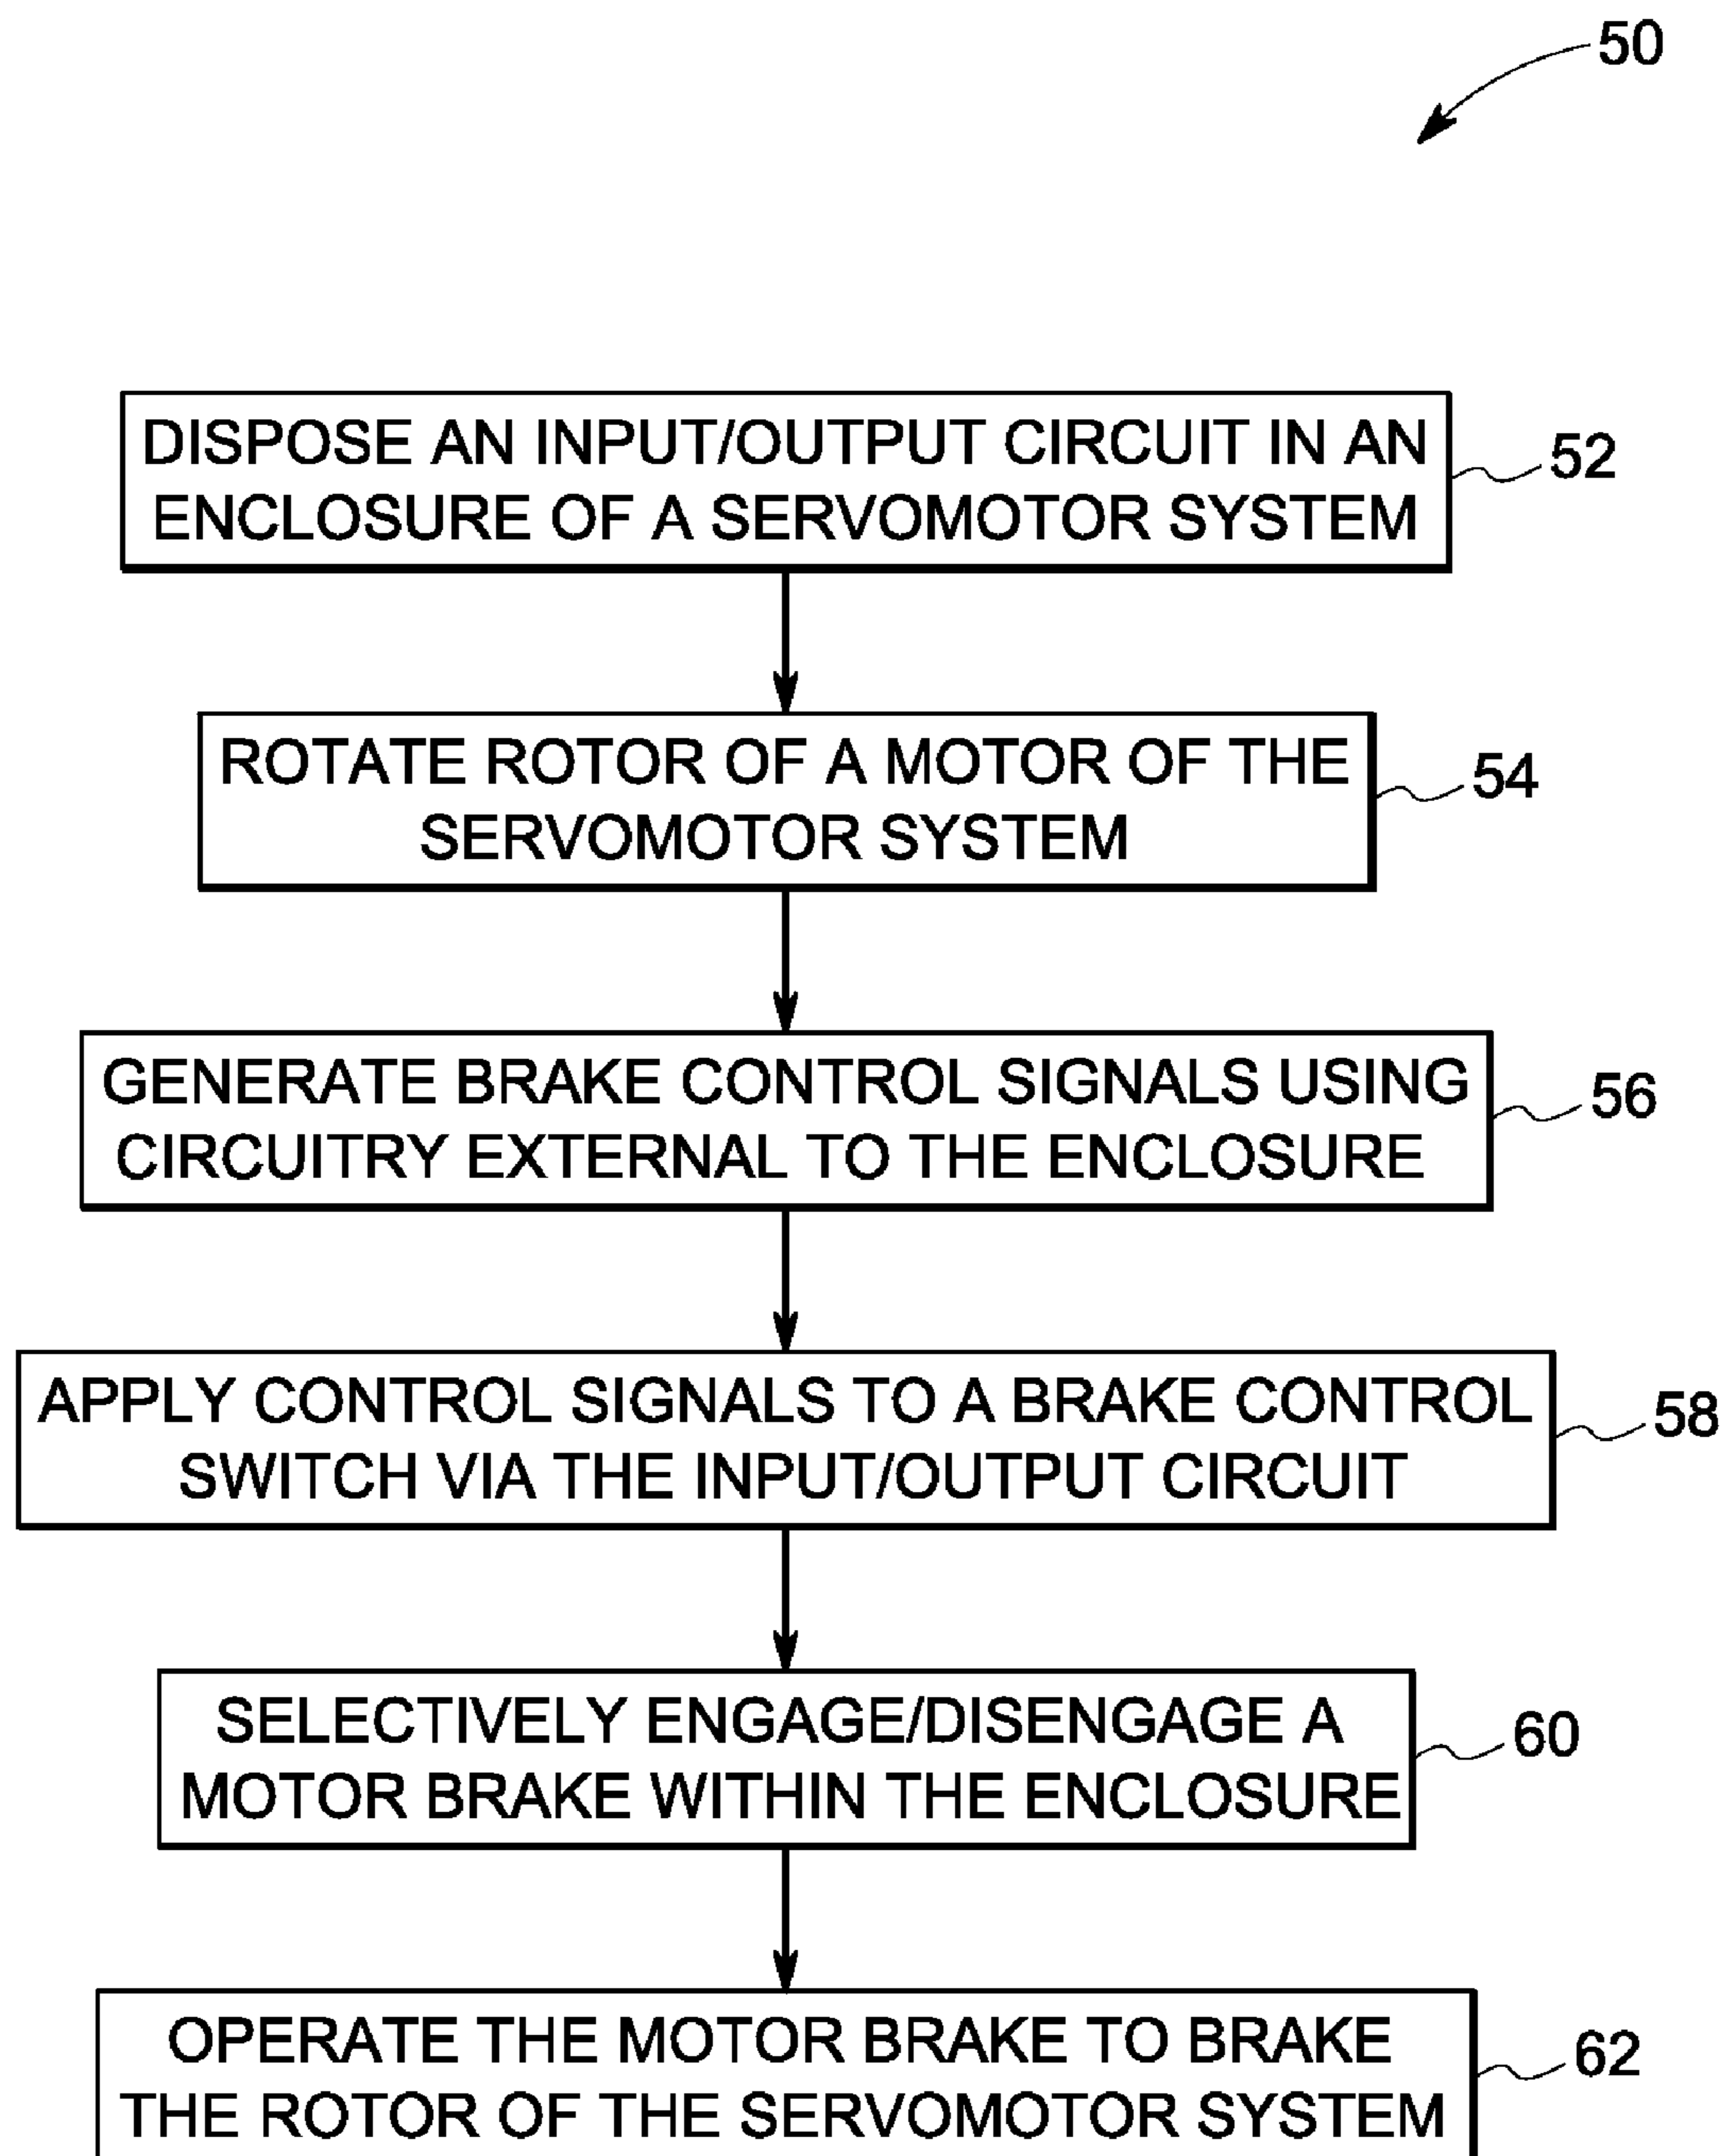 50
DISPOSE AN INPUT/OUTPUT CIRCUIT IN AN
ENCLOSURE OF A SERVOMOTOR SYSTEM
52
ROTATE ROTOR OF A MOTOR OF THE
SERVOMOTOR SYSTEM
54
GENERATE BRAKE CONTROL SIGNALS USING
CIRCUITRY EXTERNAL TO THE ENCLOSURE
56
APPLY CONTROL SIGNALS TO A BRAKE CONTROL
SWITCH VIA THE INPUT/OUTPUT CIRCUIT
58
SELECTIVELY ENGAGE/DISENGAGE A
MOTOR BRAKE WITHIN THE ENCLOSURE
60
OPERATE THE MOTOR BRAKE TO BRAKE
THE ROTOR OF THE SERVOMOTOR SYSTEM
62